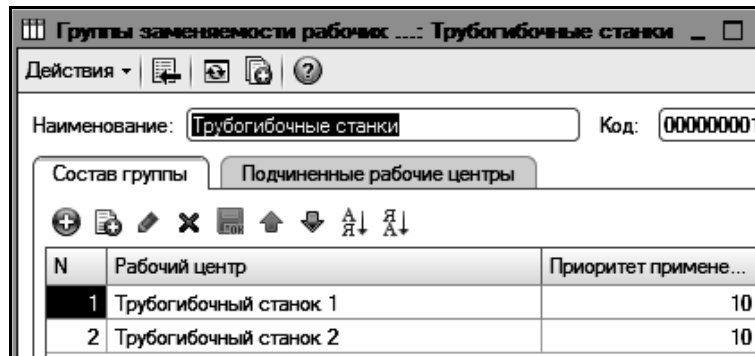 Группы заменяемости рабочих ...: Трубогибочные станки
Действия
Наименование: Трубогибочные станки Код: 000000001
Состав группы Подчиненные рабочие центры
N Рабочий центр Приоритет примене...
1 Трубогибочный станок 1 10
2 Трубогибочный станок 2 10